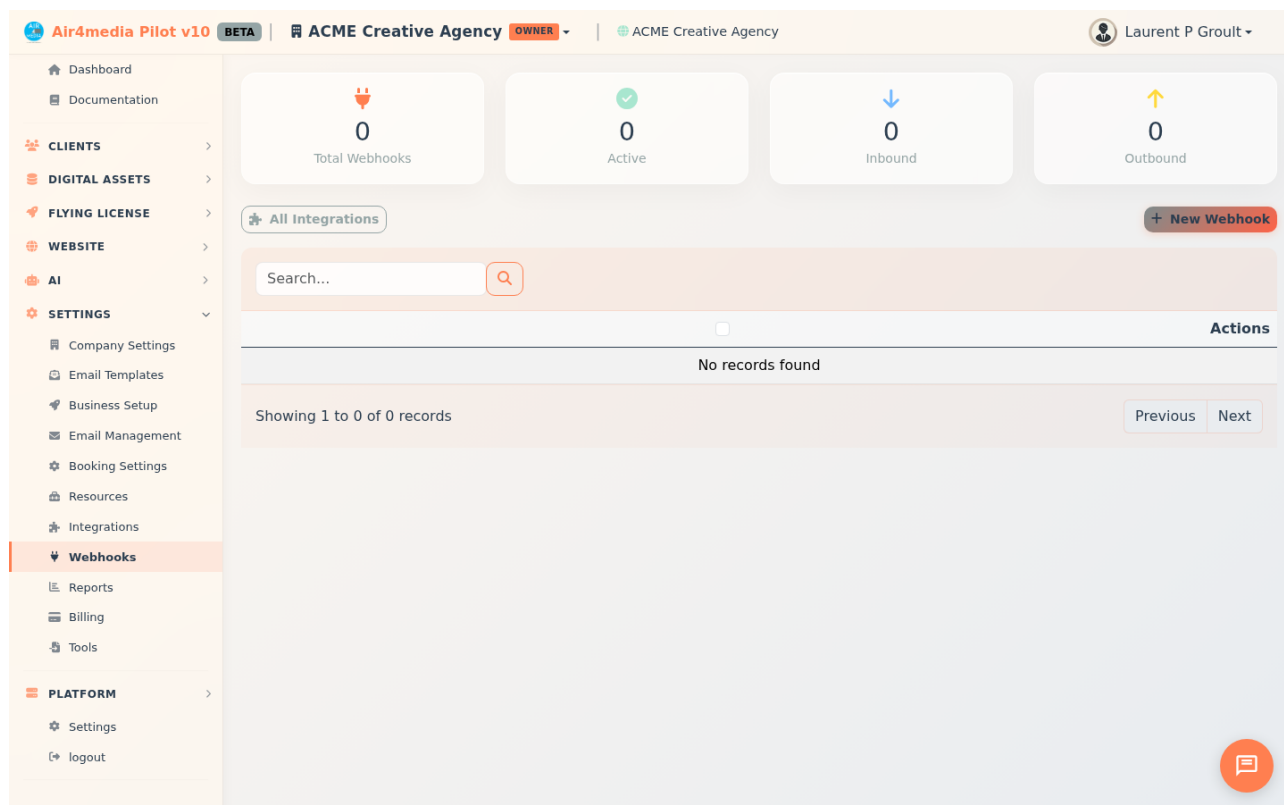 Air4media Pilot v10 BETA | ACME Creative Agency OWNER | ACME Creative Agency Laurent P Groult
Dashboard
Documentation
CLIENTS
DIGITAL ASSETS
FLYING LICENSE
WEBSITE
AI
SETTINGS
Company Settings
Email Templates
Business Setup
Email Management
Booking Settings
Resources
Integrations
Webhooks
Reports
Billing
Tools
PLATFORM
Settings
logout
0
Total Webhooks
0
Active
0
Inbound
0
Outbound
All Integrations
+ New Webhook
Search...
Actions
No records found
Showing 1 to 0 of 0 records
Previous Next